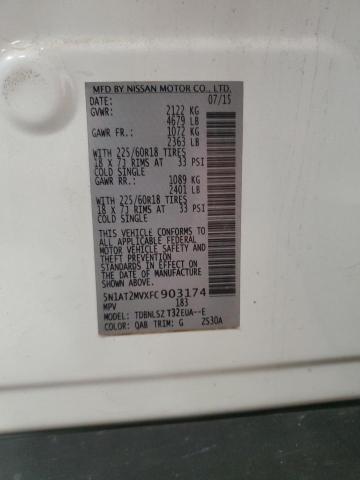 MFD BY NISSAN MOTOR CO., LTD.
DATE: 07/15
GVWR: 2122 KG
4679 LB
GAWR FR.: 1072 KG
2363 LB
WITH 225/60R18 TIRES
18 X 7J RIMS AT 33 PSI
COLD SINGLE
GAWR RR.: 1089 KG
2401 LB
WITH 225/60R18 TIRES
18 X 7J RIMS AT 33 PSI
COLD SINGLE
THIS VEHICLE CONFORMS TO
ALL APPLICABLE FEDERAL
MOTOR VEHICLE SAFETY
AND THEFT PREVENTION
STANDARDS IN EFFECT ON
THE DATE OF MANUFACTURE
SHOWN ABOVE.
5N1AT2MVXFC903174
MPV 183
MODEL: TDBNLSZ T32EUA--E
COLOR: QAB TRIM: G ZS30A